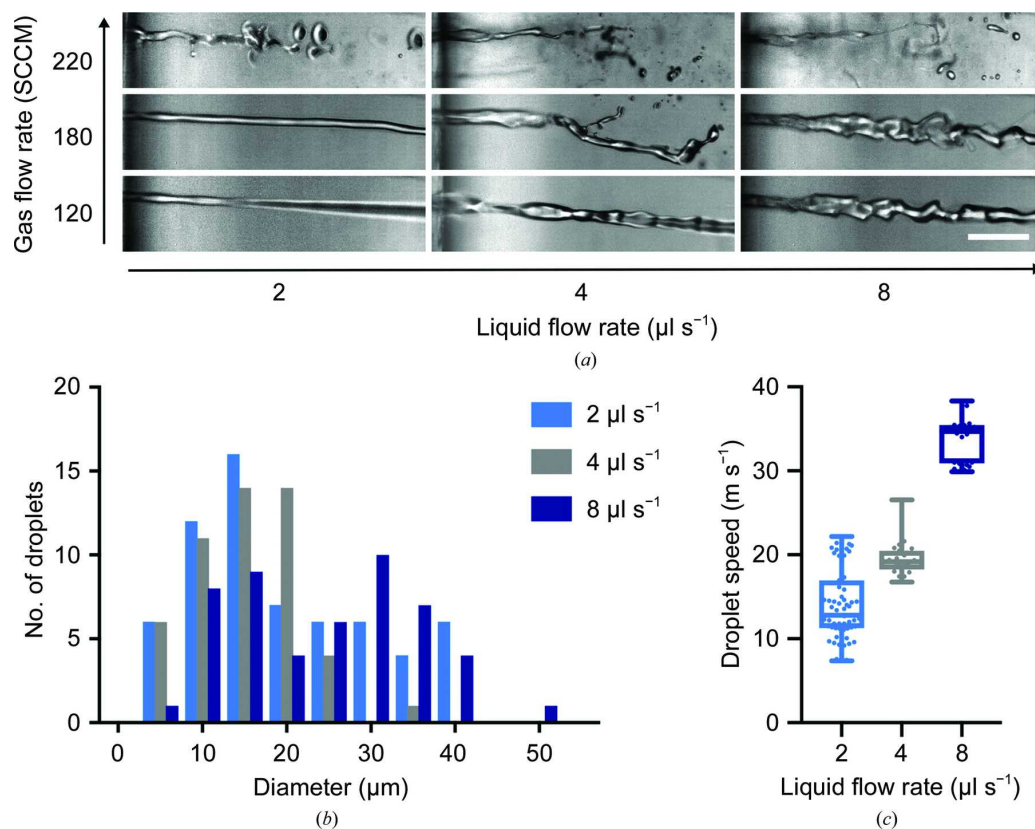 Gas flow rate (SCCM)
220
180
120
2 4 8
Liquid flow rate (µl s⁻¹)
(a)
20
15
10
5
0
No. of droplets
2 µl s⁻¹
4 µl s⁻¹
8 µl s⁻¹
0 10 20 30 40 50
Diameter (µm)
(b)
40
30
20
10
0
Droplet speed (m s⁻¹)
2 4 8
Liquid flow rate (µl s⁻¹)
(c)